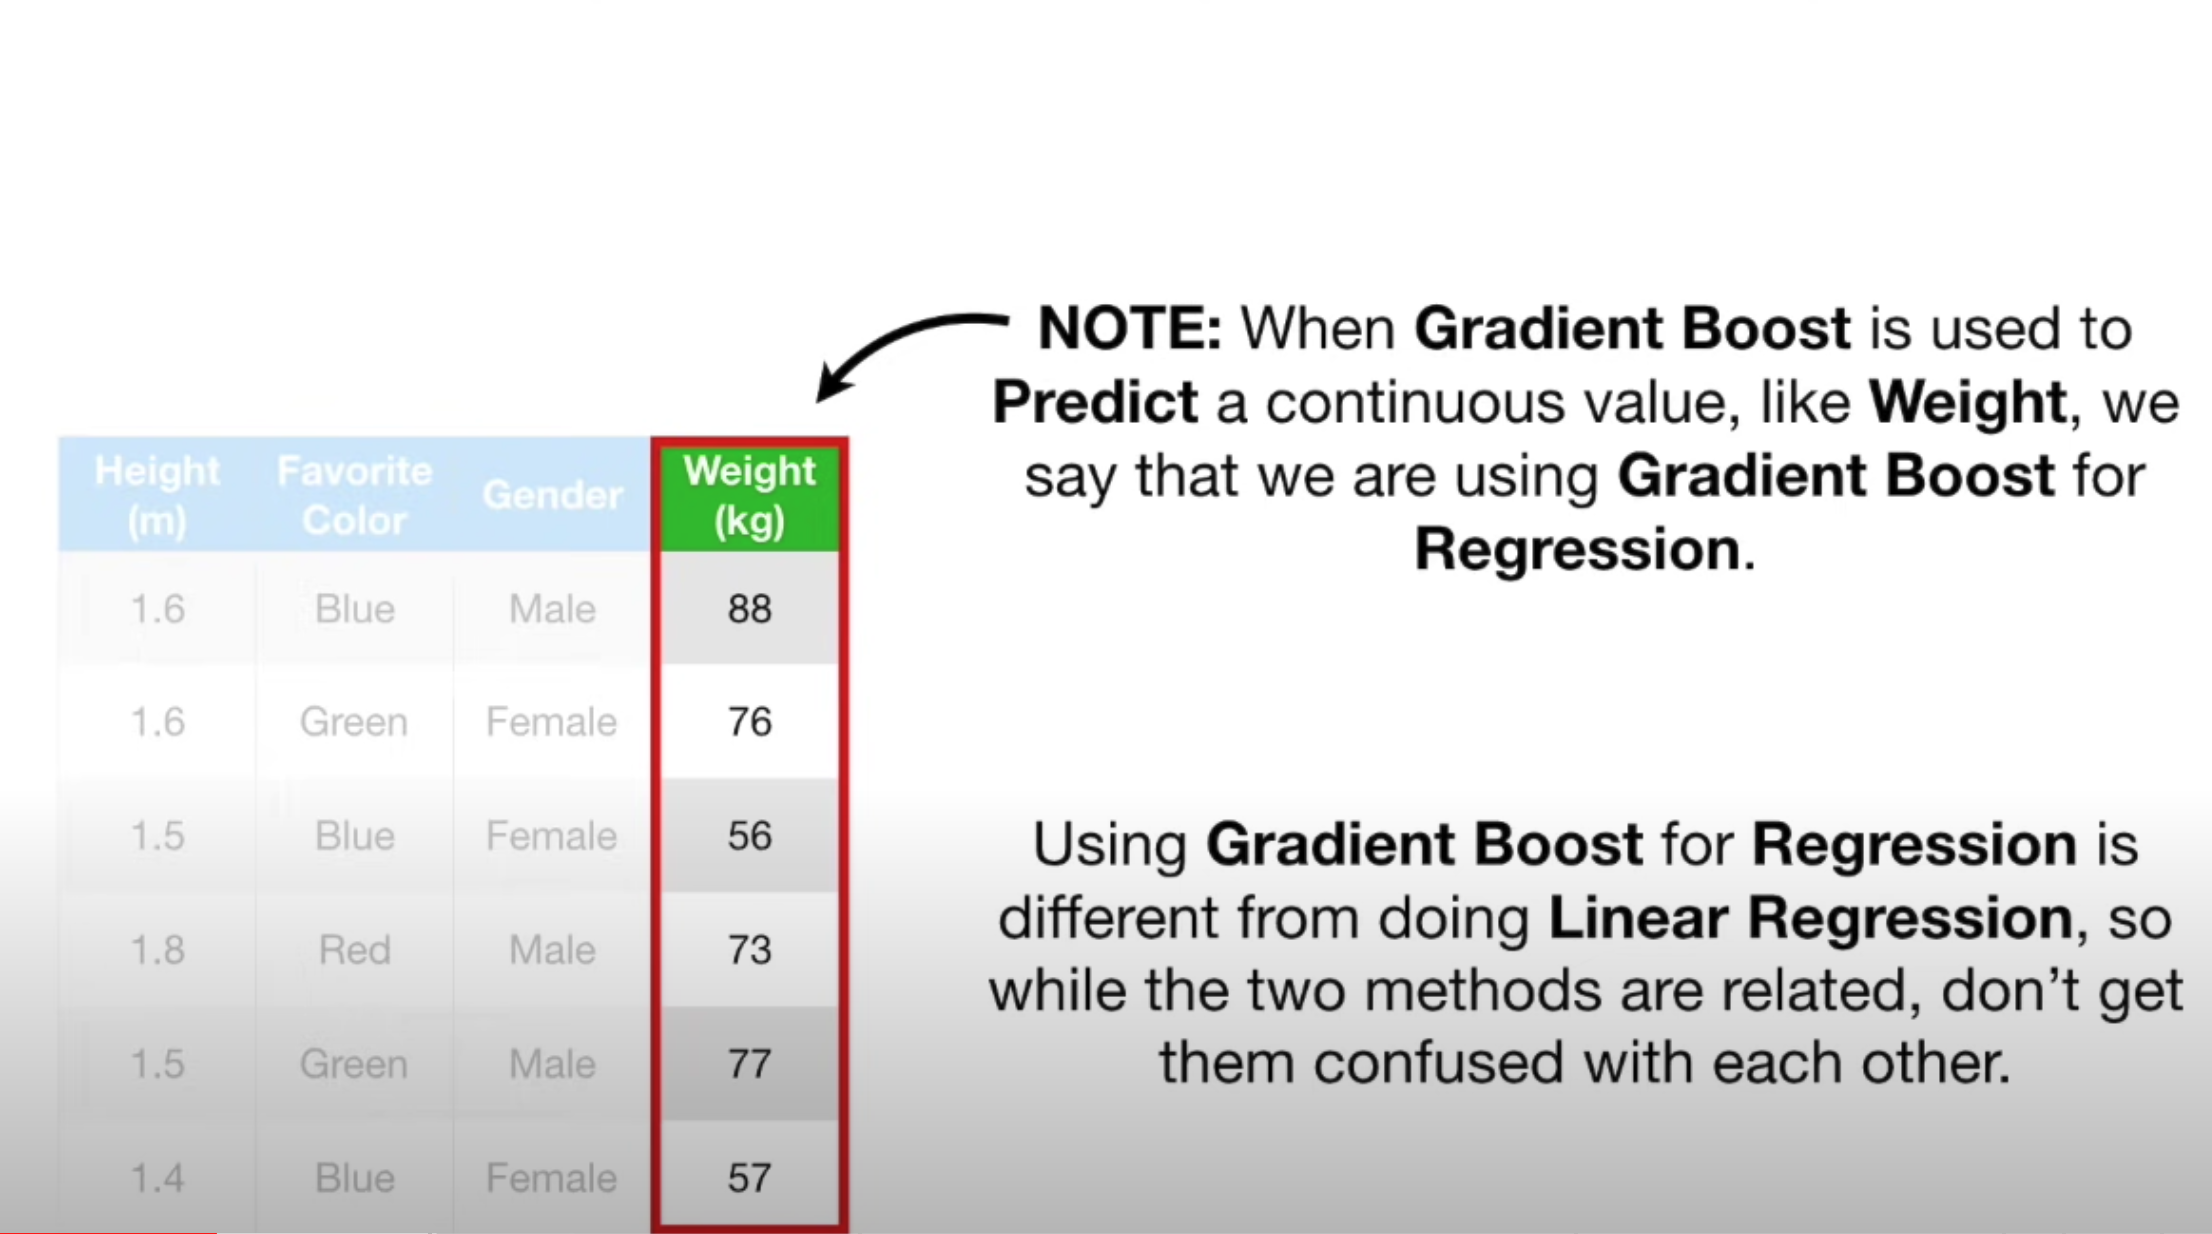 NOTE: When Gradient Boost is used to
Predict a continuous value, like Weight, we
say that we are using Gradient Boost for
Regression.
Height (m) Favorite Color Gender Weight (kg)
1.6 Blue Male 88
1.6 Green Female 76
1.5 Blue Female 56
1.8 Red Male 73
1.5 Green Male 77
1.4 Blue Female 57
Using Gradient Boost for Regression is
different from doing Linear Regression, so
while the two methods are related, don’t get
them confused with each other.